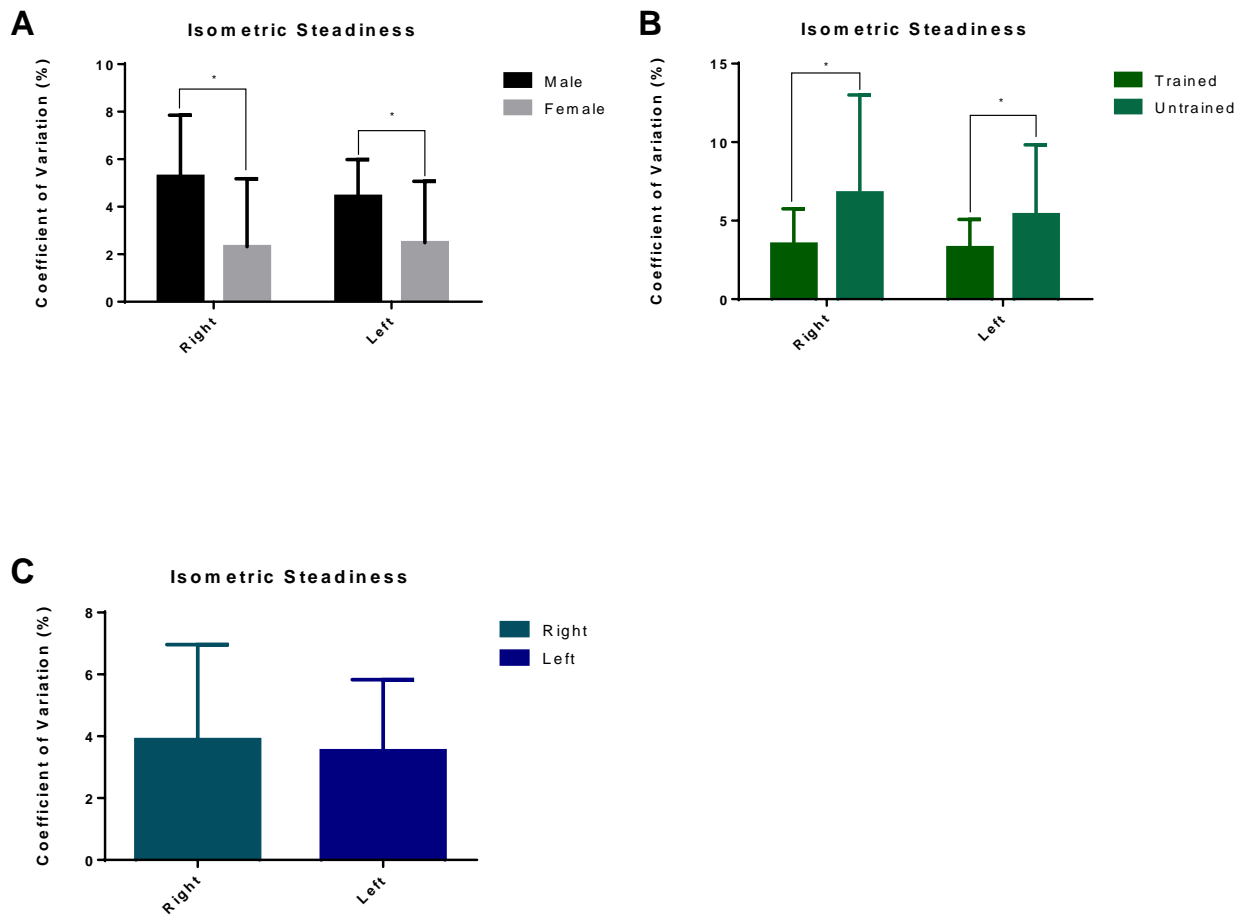 A
Isometric Steadiness
Coefficient of Variation (%)
10
8
6
4
2
0
*
*
Right
Left
Male
Female
B
Isometric Steadiness
Coefficient of Variation (%)
15
10
5
0
*
*
Right
Left
Trained
Untrained
C
Isometric Steadiness
Coefficient of Variation (%)
8
6
4
2
0
Right
Left
Right
Left